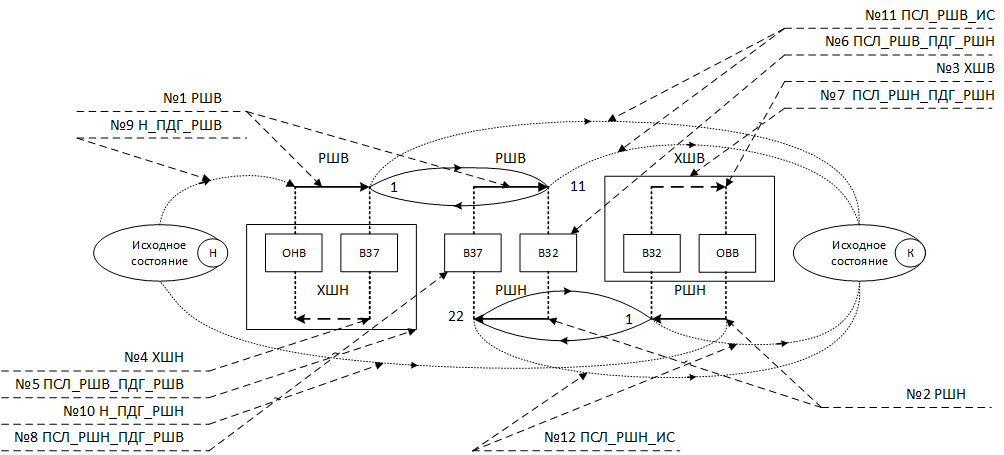 №11 ПСЛ_РШВ_ИС
№6 ПСЛ_РШВ_ПДГ_РШН
№3 ХШВ
№7 ПСЛ_РШН_ПДГ_РШН
№1 РШВ
№9 Н_ПДГ_РШВ
РШВ
РШВ
ХШВ
1
11
Исходное
состояние
Н
ОНВ
В37
В37
В32
В32
ОВВ
Исходное
состояние
К
ХШН
РШН
РШН
22
1
№4 ХШН
№5 ПСЛ_РШВ_ПДГ_РШВ
№2 РШН
№10 Н_ПДГ_РШН
№8 ПСЛ_РШН_ПДГ_РШВ
№12 ПСЛ_РШН_ИС